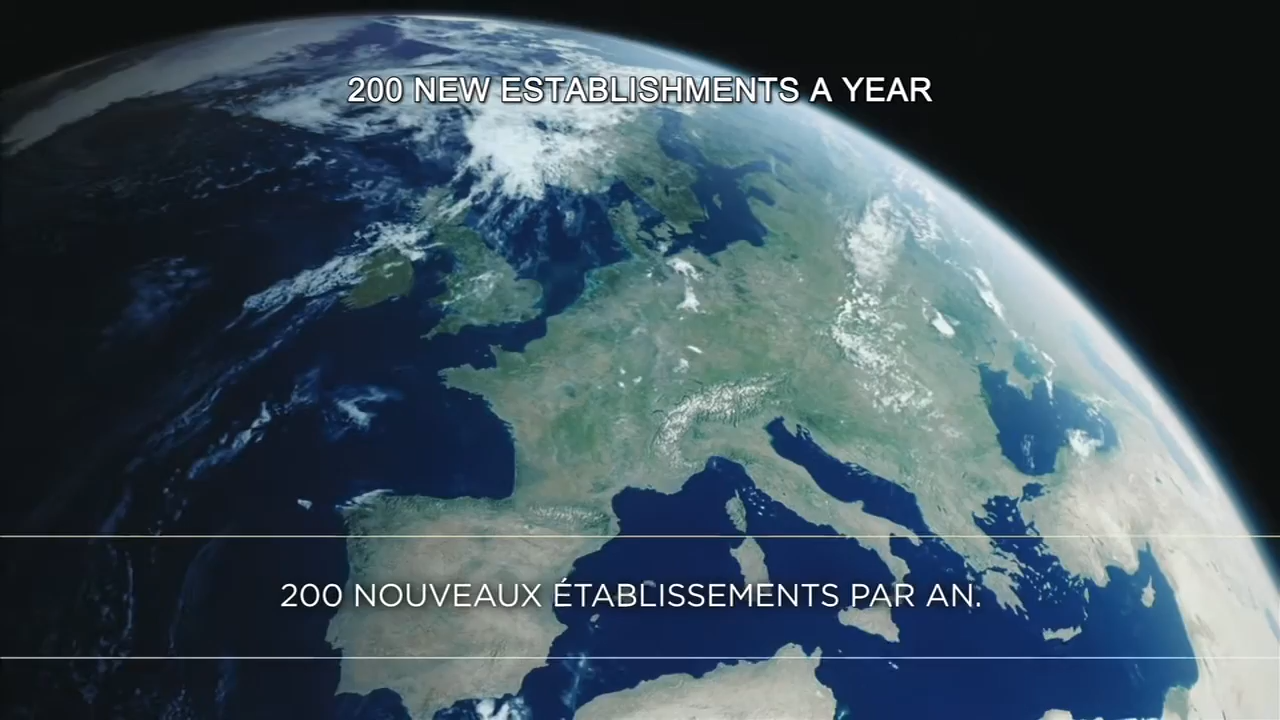 200 NEW ESTABLISHMENTS A YEAR
200 NOUVEAUX ÉTABLISSEMENTS PAR AN.